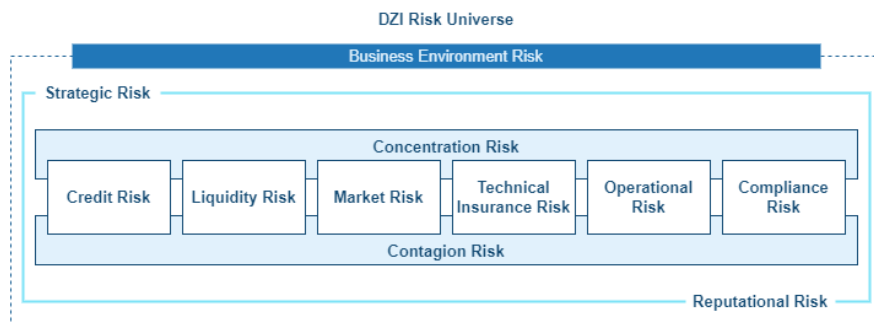 DZI Risk Universe
Business Environment Risk
Strategic Risk
Concentration Risk
Credit Risk
Liquidity Risk
Market Risk
Technical
Insurance Risk
Operational
Risk
Compliance
Risk
Contagion Risk
Reputational Risk